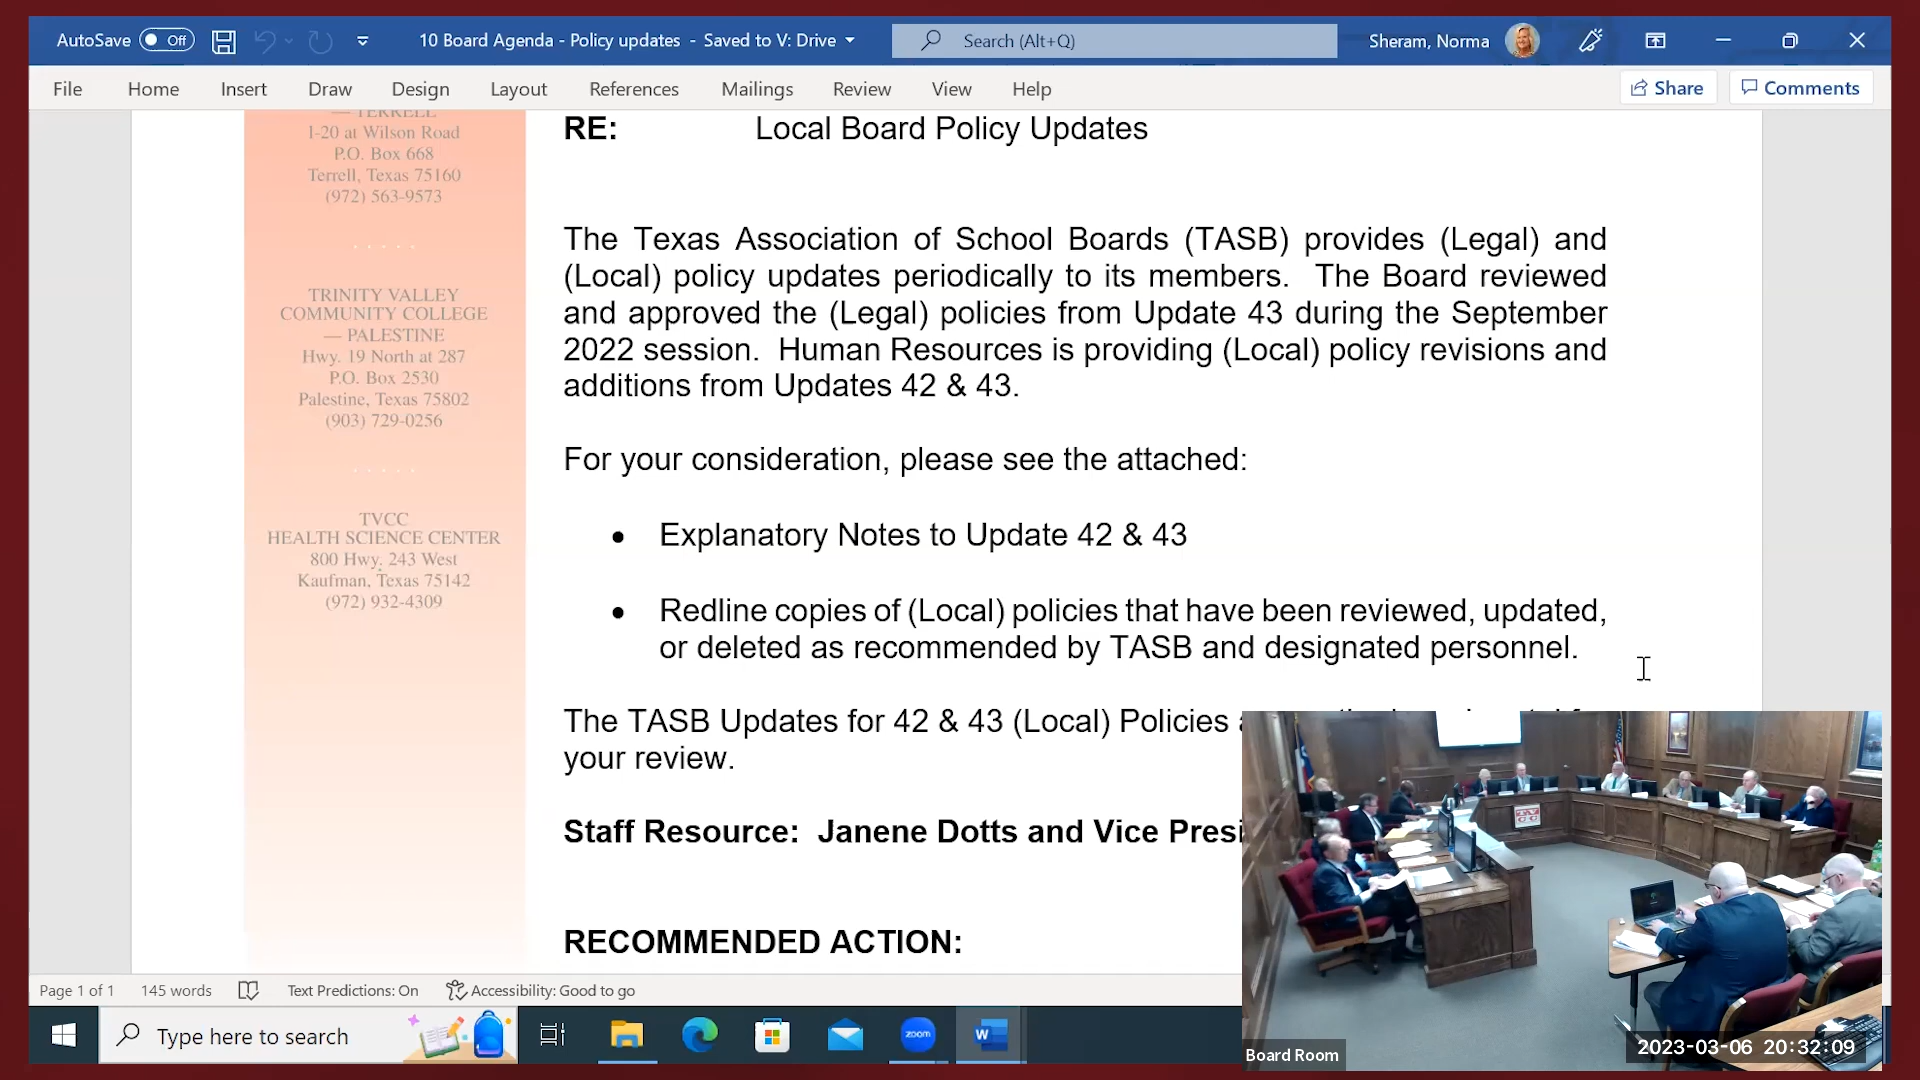 AutoSave Off 10 Board Agenda - Policy updates - Saved to V: Drive Search (Alt+Q) Sheram, Norma
File Home Insert Draw Design Layout References Mailings Review View Help Share Comments
— TERRELL
I-20 at Wilson Road
P.O. Box 668
Terrell, Texas 75160
(972) 563-9573
. . . . .
TRINITY VALLEY
COMMUNITY COLLEGE
— PALESTINE
Hwy. 19 North at 287
P.O. Box 2530
Palestine, Texas 75802
(903) 729-0256
. . . . .
TVCC
HEALTH SCIENCE CENTER
800 Hwy. 243 West
Kaufman, Texas 75142
(972) 932-4309
RE: Local Board Policy Updates
The Texas Association of School Boards (TASB) provides (Legal) and
(Local) policy updates periodically to its members. The Board reviewed
and approved the (Legal) policies from Update 43 during the September
2022 session. Human Resources is providing (Local) policy revisions and
additions from Updates 42 & 43.
For your consideration, please see the attached:
• Explanatory Notes to Update 42 & 43
• Redline copies of (Local) policies that have been reviewed, updated,
or deleted as recommended by TASB and designated personnel.
The TASB Updates for 42 & 43 (Local) Policies
your review.
Staff Resource: Janene Dotts and Vice Presi
RECOMMENDED ACTION:
Page 1 of 1 145 words Text Predictions: On Accessibility: Good to go
Type here to search
zoom
Board Room
2023-03-06 20:32:09